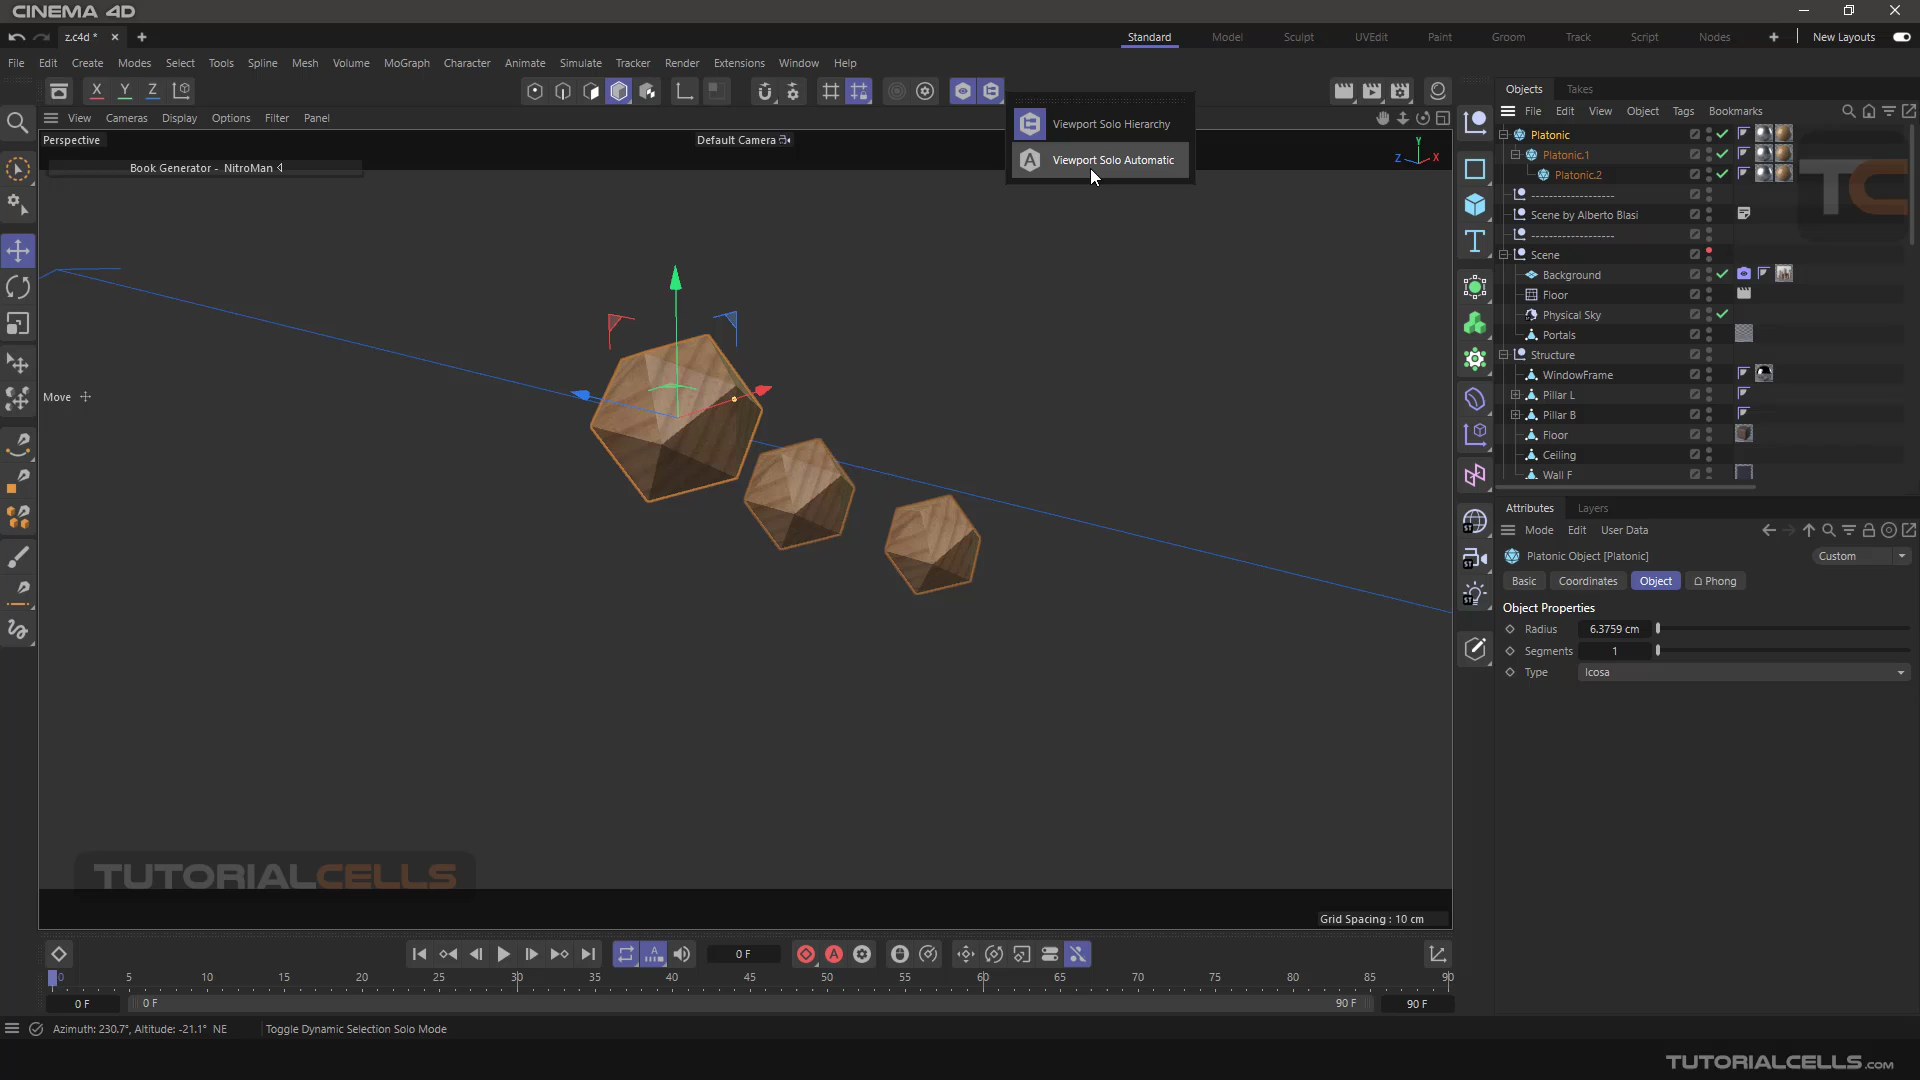 CINEMA 4D
z.c4d *
Standard Model Sculpt UVEdit Paint Groom Track Script Nodes New Layouts
File Edit Create Modes Select Tools Spline Mesh Volume MoGraph Character Animate Simulate Tracker Render Extensions Window Help
X Y Z
Objects Takes
File Edit View Object Tags Bookmarks
View Cameras Display Options Filter Panel
Perspective
Default Camera
Book Generator - NitroMan
Y
Z X
Viewport Solo Hierarchy
A Viewport Solo Automatic
Move
Platonic
Platonic.1
Platonic.2
-------------------
Scene by Alberto Blasi
-------------------
Scene
Background
Floor
Physical Sky
Portals
Structure
WindowFrame
Pillar L
Pillar B
Floor
Ceiling
Wall F
TC
Attributes Layers
Mode Edit User Data
Platonic Object [Platonic]
Custom
Basic Coordinates Object Phong
Object Properties
Radius 6.3759 cm
Segments 1
Type Icosa
ST
ST
ST
TUTORIALCELLS
Grid Spacing : 10 cm
0 F
0 5 10 15 20 25 30 35 40 45 50 55 60 65 70 75 80 85 90
0 F 0 F 90 F 90 F
Azimuth: 230.7°, Altitude: -21.1° NE Toggle Dynamic Selection Solo Mode
TUTORIALCELLS.com